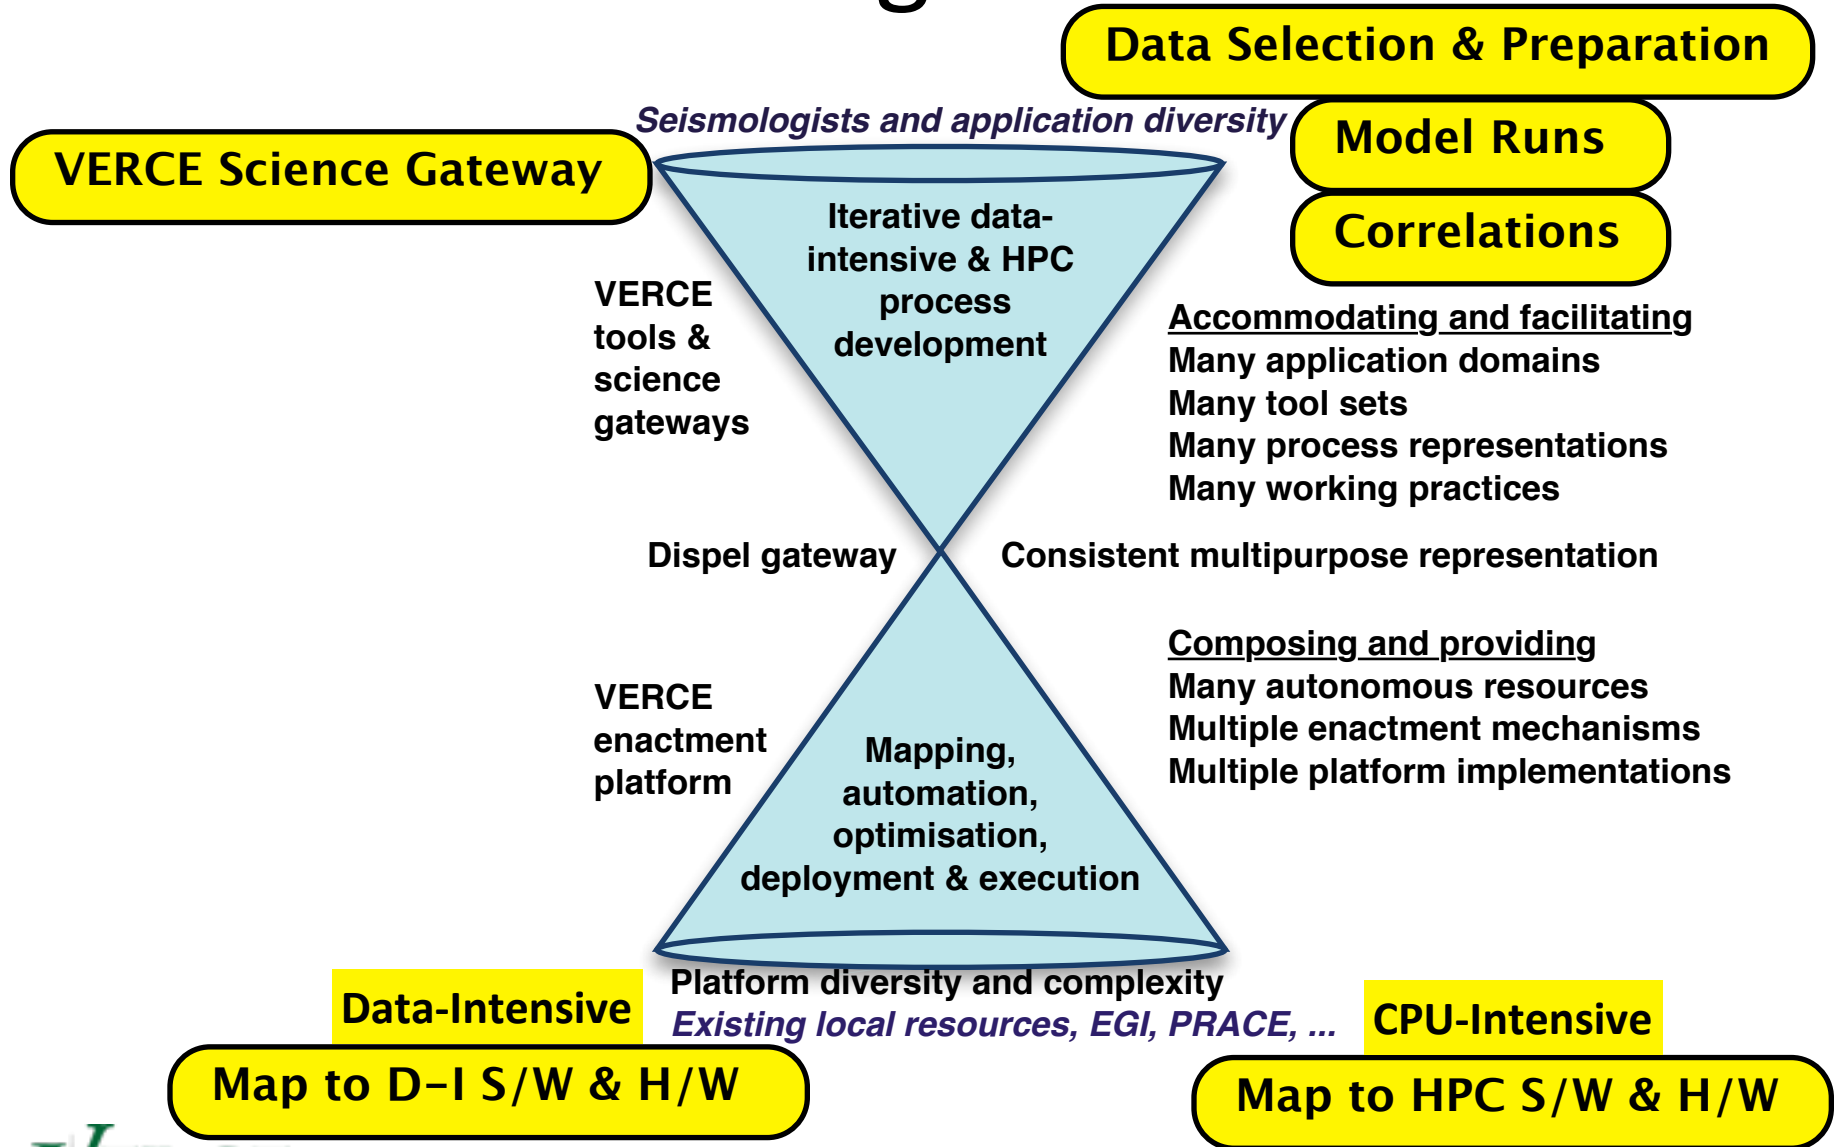 Data Selection & Preparation
Seismologists and application diversity
Model Runs
VERCE Science Gateway
Correlations
Iterative data-
intensive & HPC
process
development
VERCE
tools &
science
gateways
Accommodating and facilitating
Many application domains
Many tool sets
Many process representations
Many working practices
Dispel gateway
Consistent multipurpose representation
Composing and providing
Many autonomous resources
Multiple enactment mechanisms
Multiple platform implementations
VERCE
enactment
platform
Mapping,
automation,
optimisation,
deployment & execution
Platform diversity and complexity
Existing local resources, EGI, PRACE, ...
Data-Intensive
CPU-Intensive
Map to D-I S/W & H/W
Map to HPC S/W & H/W